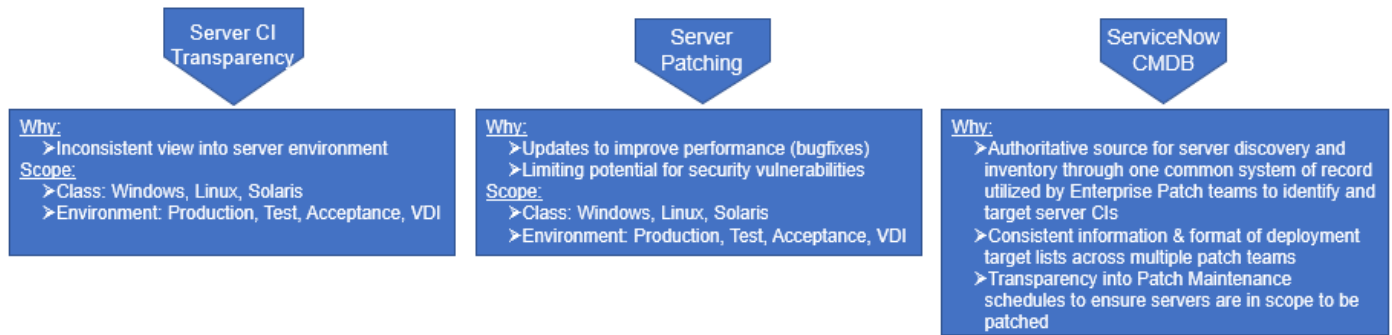 Server CI
Transparency
Why:
➢Inconsistent view into server environment
Scope:
➢Class: Windows, Linux, Solaris
➢Environment: Production, Test, Acceptance, VDI
Server
Patching
Why:
➢Updates to improve performance (bugfixes)
➢Limiting potential for security vulnerabilities
Scope:
➢Class: Windows, Linux, Solaris
➢Environment: Production, Test, Acceptance, VDI
ServiceNow
CMDB
Why:
➢Authoritative source for server discovery and
inventory through one common system of record
utilized by Enterprise Patch teams to identify and
target server CIs
➢Consistent information & format of deployment
target lists across multiple patch teams
➢Transparency into Patch Maintenance
schedules to ensure servers are in scope to be
patched